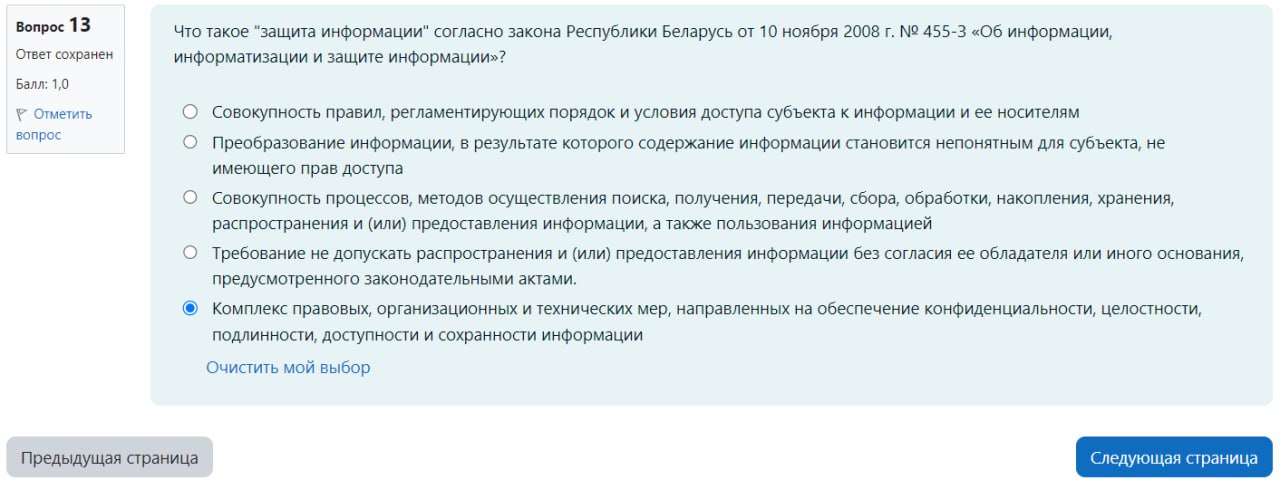 Вопрос 13
Ответ сохранен
Балл: 1,0
Отметить
вопрос
Что такое "защита информации" согласно закона Республики Беларусь от 10 ноября 2008 г. № 455-З «Об информации,
информатизации и защите информации»?
Совокупность правил, регламентирующих порядок и условия доступа субъекта к информации и ее носителям
Преобразование информации, в результате которого содержание информации становится непонятным для субъекта, не
имеющего прав доступа
Совокупность процессов, методов осуществления поиска, получения, передачи, сбора, обработки, накопления, хранения,
распространения и (или) предоставления информации, а также пользования информацией
Требование не допускать распространения и (или) предоставления информации без согласия ее обладателя или иного основания,
предусмотренного законодательными актами.
Комплекс правовых, организационных и технических мер, направленных на обеспечение конфиденциальности, целостности,
подлинности, доступности и сохранности информации
Очистить мой выбор
Предыдущая страница
Следующая страница